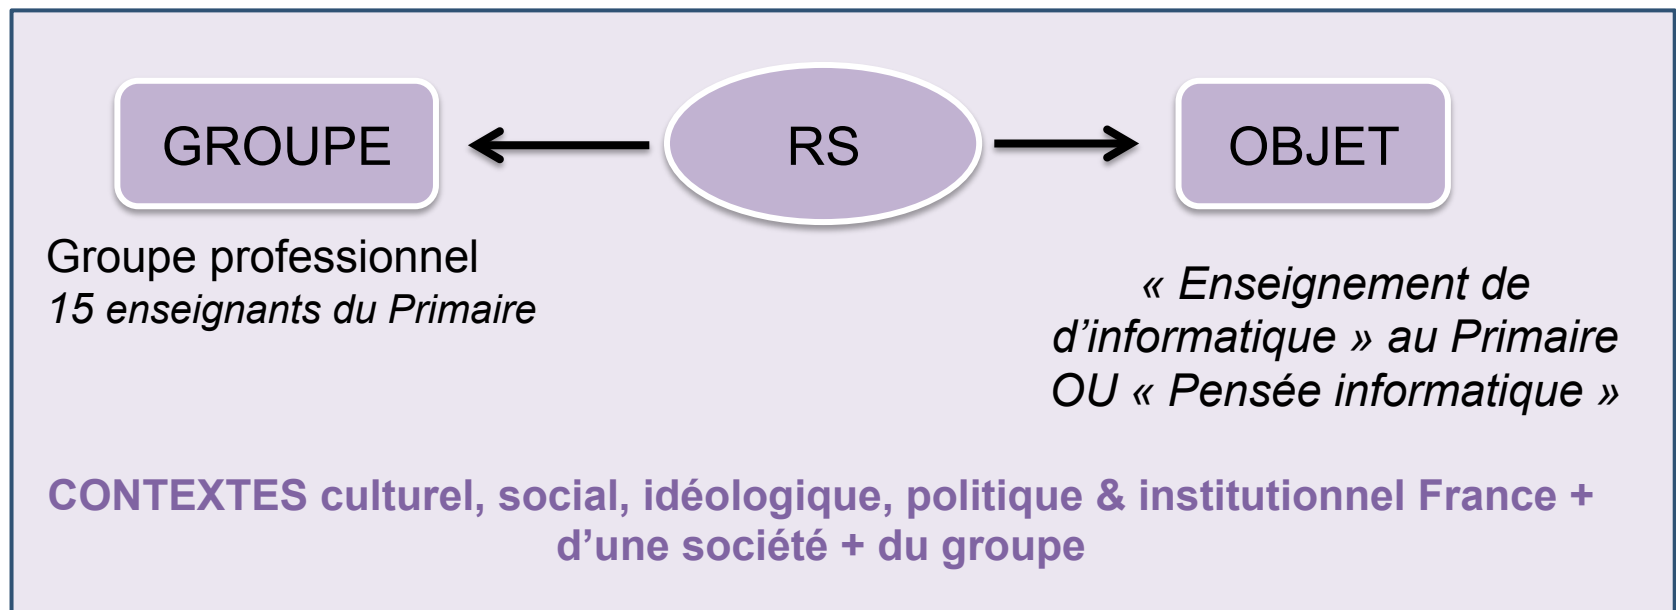 GROUPE
RS
OBJET
Groupe professionnel
15 enseignants du Primaire
« Enseignement de
d’informatique » au Primaire
OU « Pensée informatique »
CONTEXTES culturel, social, idéologique, politique & institutionnel France +
d’une société + du groupe